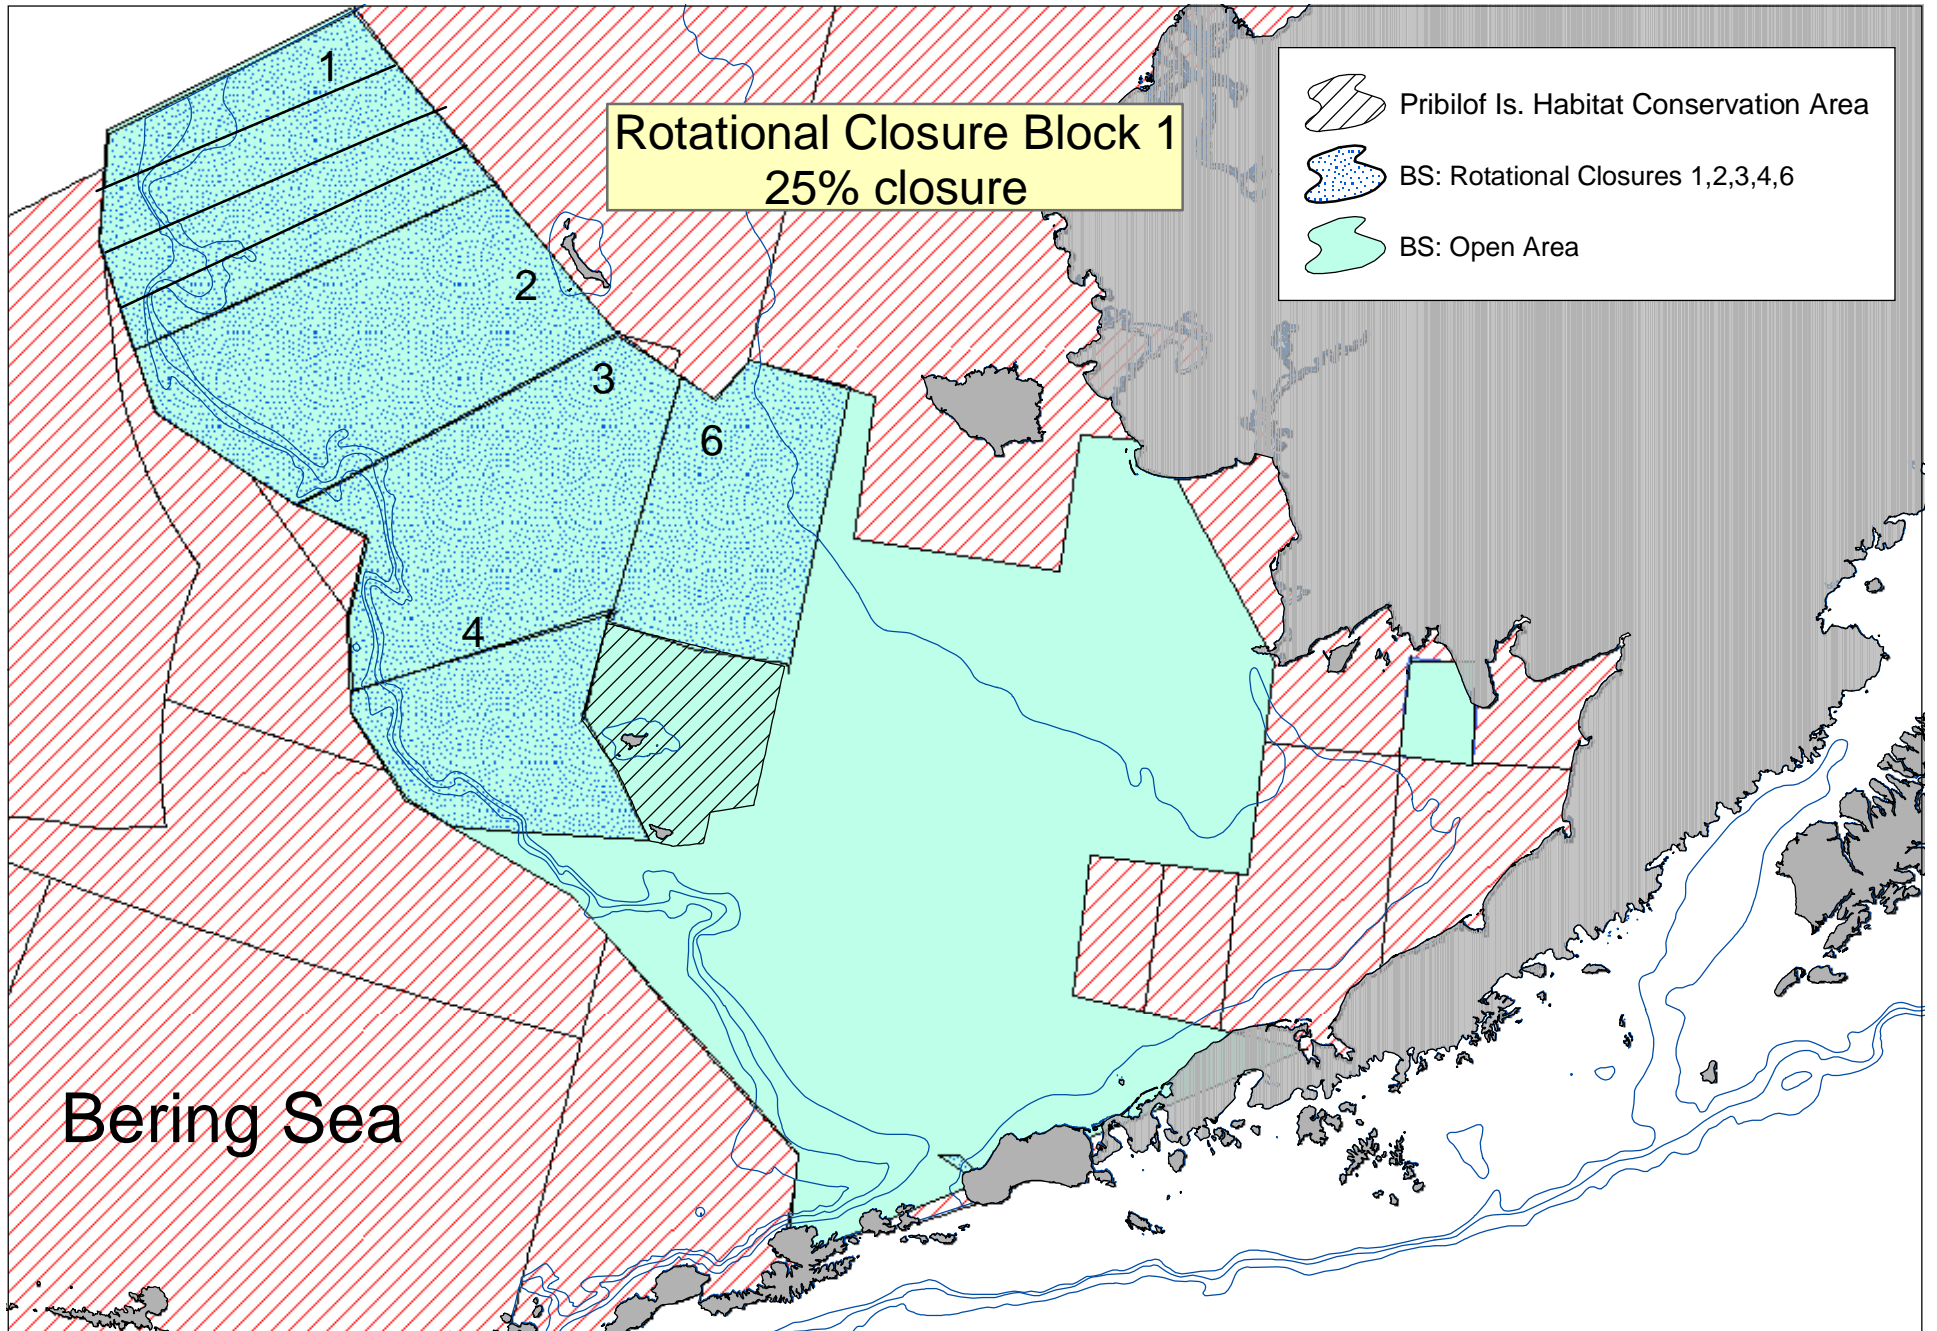 1
Rotational Closure Block 1
25% closure
Pribilof Is. Habitat Conservation Area
BS: Rotational Closures 1,2,3,4,6
BS: Open Area
2
3
6
4
Bering Sea